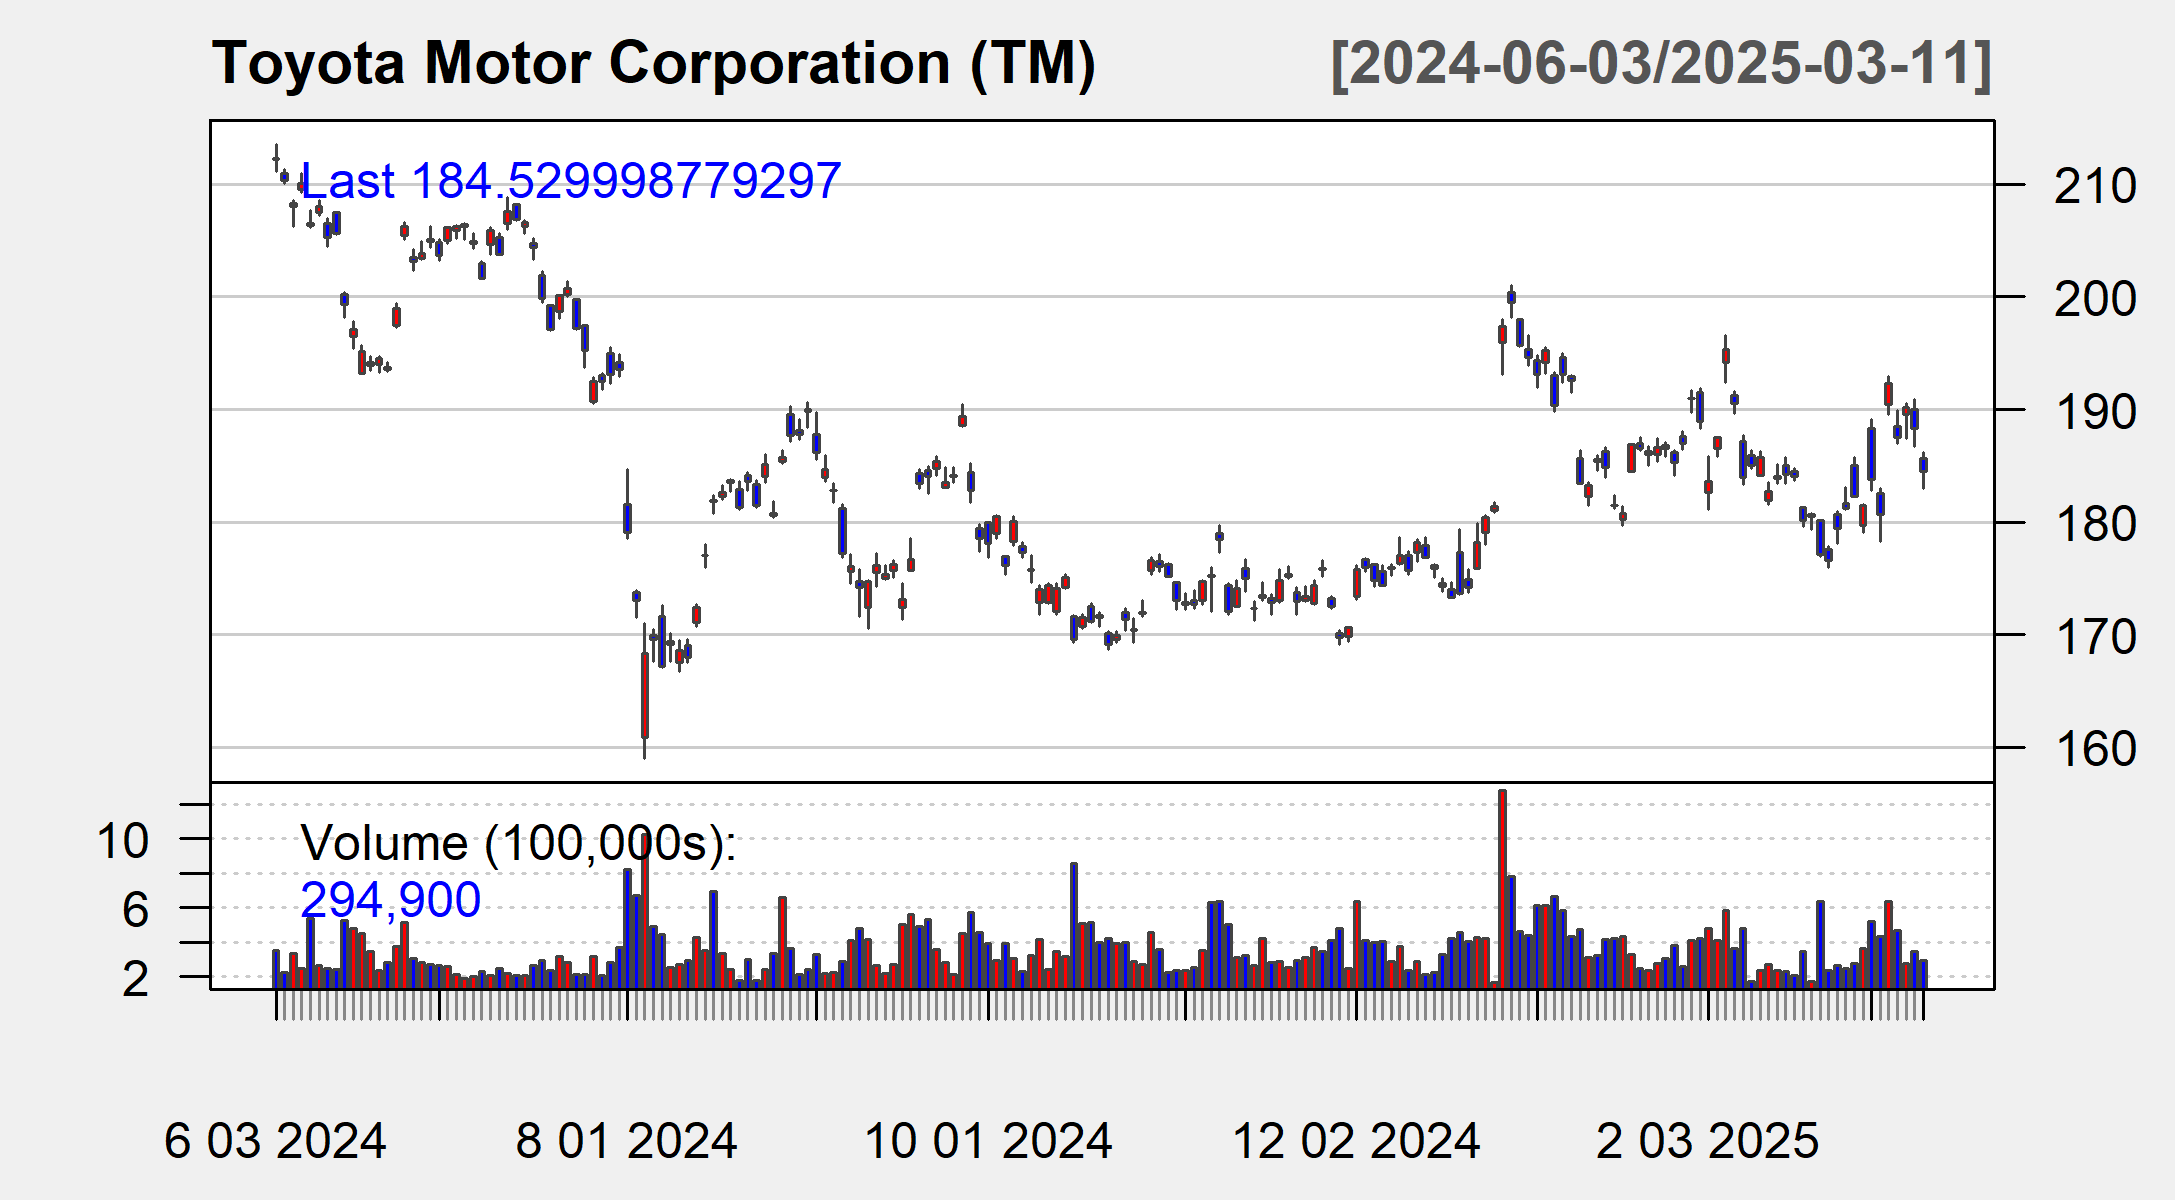 Toyota Motor Corporation (TM) [2024-06-03/2025-03-11]
Last 184.529998779297
210
200
190
180
170
160
Volume (100,000s):
294,900
10
6
2
6 03 2024 8 01 2024 10 01 2024 12 02 2024 2 03 2025